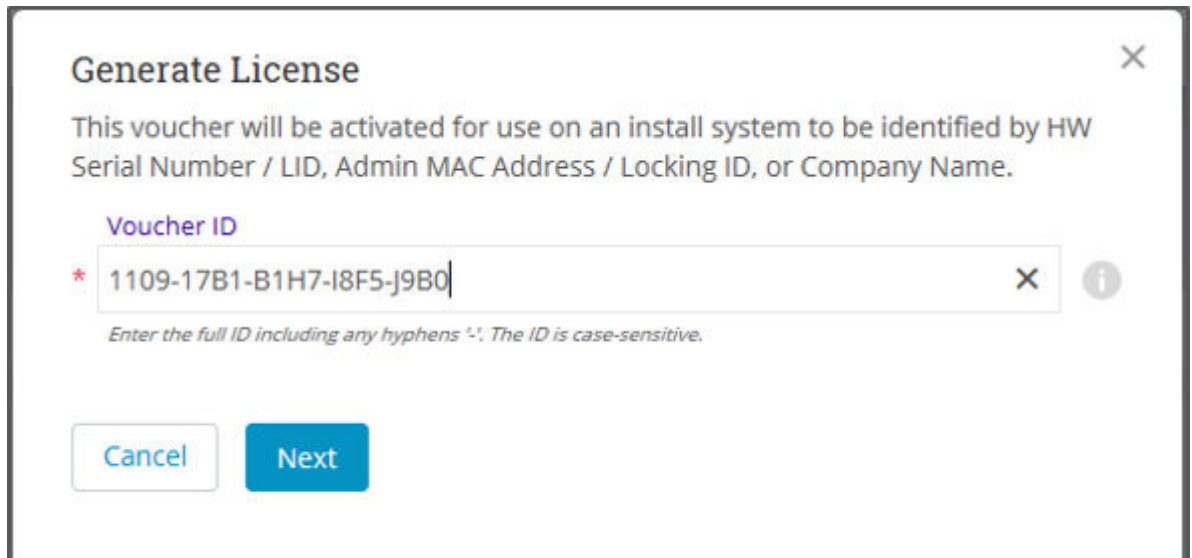 Generate License
This voucher will be activated for use on an install system to be identified by HW
Serial Number / LID, Admin MAC Address / Locking ID, or Company Name.
Voucher ID
* 1109-17B1-B1H7-I8F5-J9B0
Enter the full ID including any hyphens '-'. The ID is case-sensitive.
Cancel Next